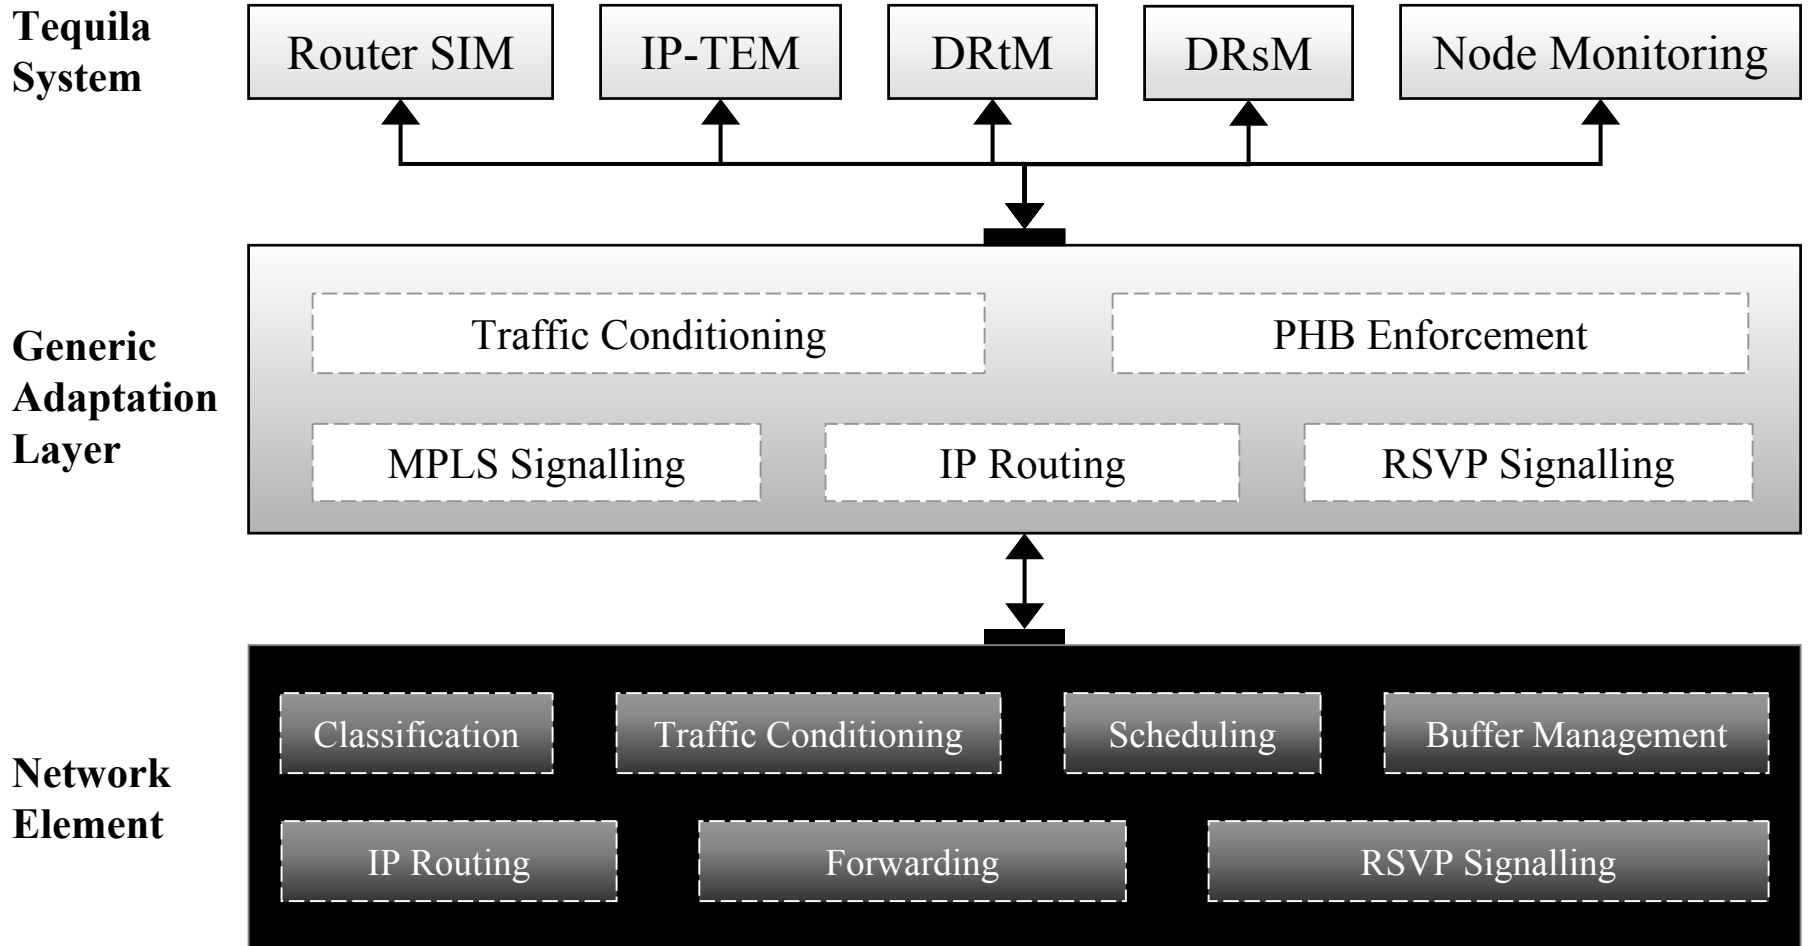 Tequila
System
Router SIM
IP-TEM
DRtM
DRsM
Node Monitoring
Generic
Adaptation
Layer
Traffic Conditioning
PHB Enforcement
MPLS Signalling
IP Routing
RSVP Signalling
Network
Element
Classification
Traffic Conditioning
Scheduling
Buffer Management
IP Routing
Forwarding
RSVP Signalling